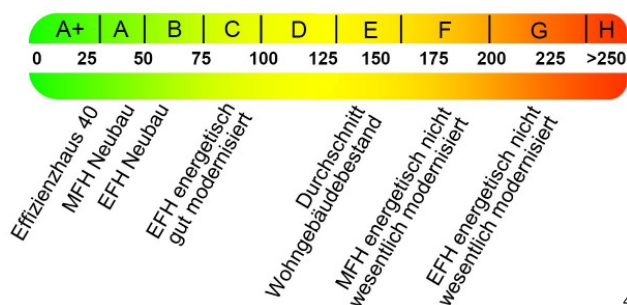 A+ A B C D E F G H
0 25 50 75 100 125 150 175 200 225 >250
Effizienzhaus 40
MFH Neubau
EFH Neubau
EFH energetisch
gut modernisiert
Durchschnitt
Wohngebäudebestand
MFH energetisch nicht
wesentlich modernisiert
EFH energetisch nicht
wesentlich modernisiert